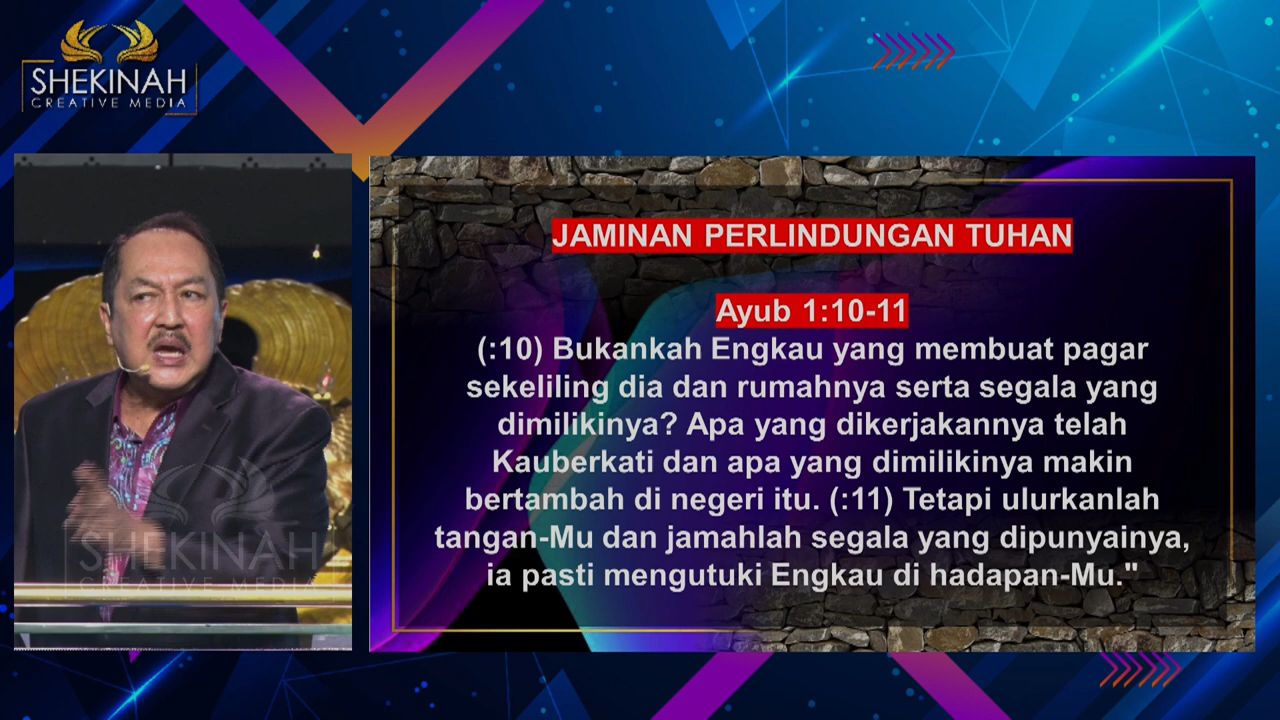 SHEKINAH
CREATIVE MEDIA
JAMINAN PERLINDUNGAN TUHAN
Ayub 1:10-11
(:10) Bukankah Engkau yang membuat pagar
sekeliling dia dan rumahnya serta segala yang
dimilikinya? Apa yang dikerjakannya telah
Kauberkati dan apa yang dimilikinya makin
bertambah di negeri itu. (:11) Tetapi ulurkanlah
tangan-Mu dan jamahlah segala yang dipunyainya,
ia pasti mengutuki Engkau di hadapan-Mu."
SHEKINAH
CREATIVE MEDIA